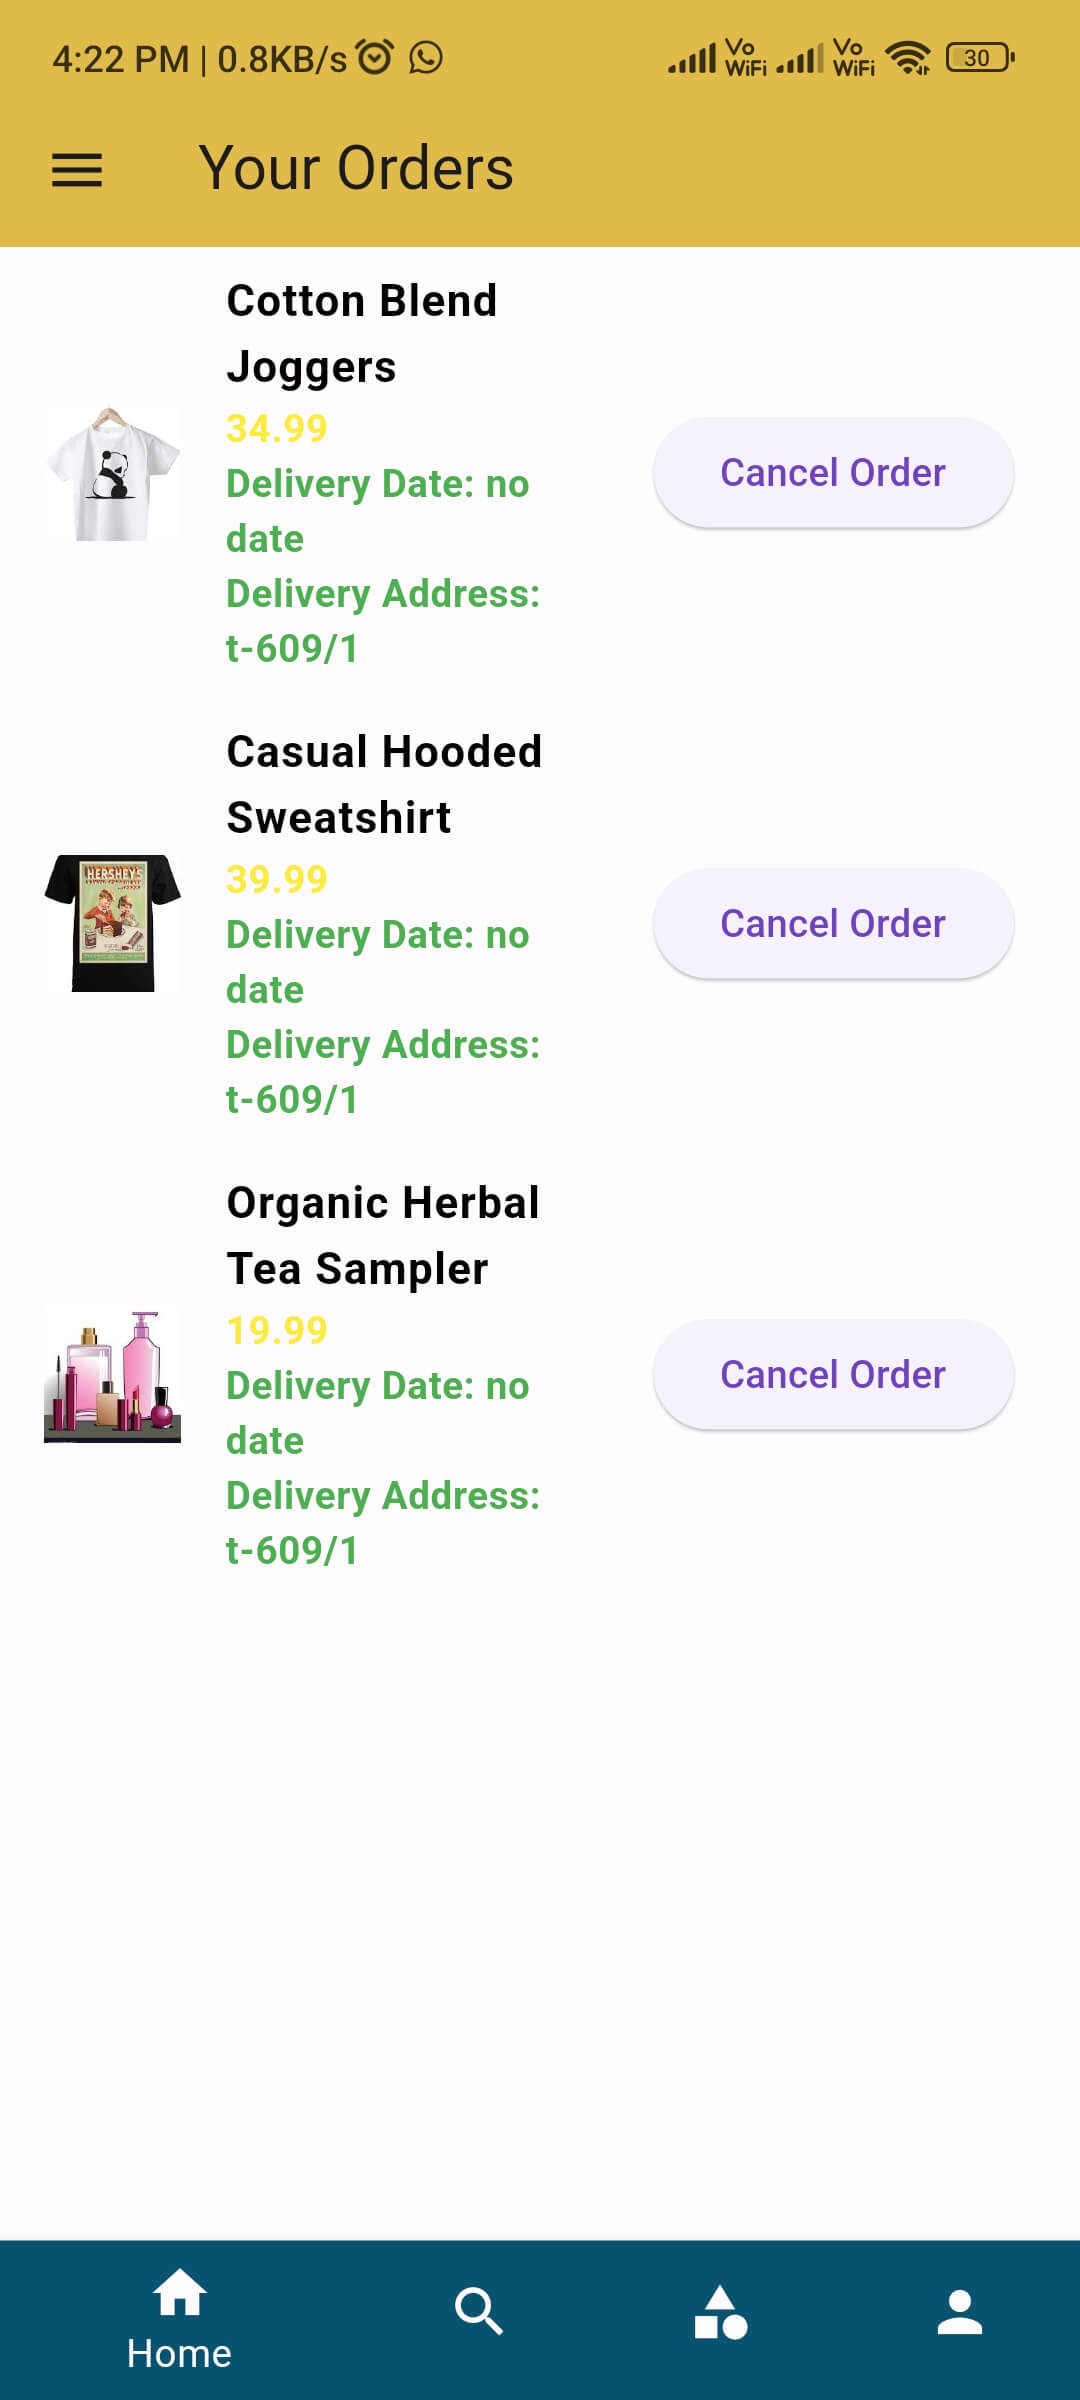 4:22 PM | 0.8KB/s
Vo
WiFi
Vo
WiFi
30
Your Orders
Cotton Blend
Joggers
34.99
Delivery Date: no
date
Delivery Address:
t-609/1
Cancel Order
Casual Hooded
Sweatshirt
39.99
Delivery Date: no
date
Delivery Address:
t-609/1
Cancel Order
HERSHEY'S
Organic Herbal
Tea Sampler
19.99
Delivery Date: no
date
Delivery Address:
t-609/1
Cancel Order
Home